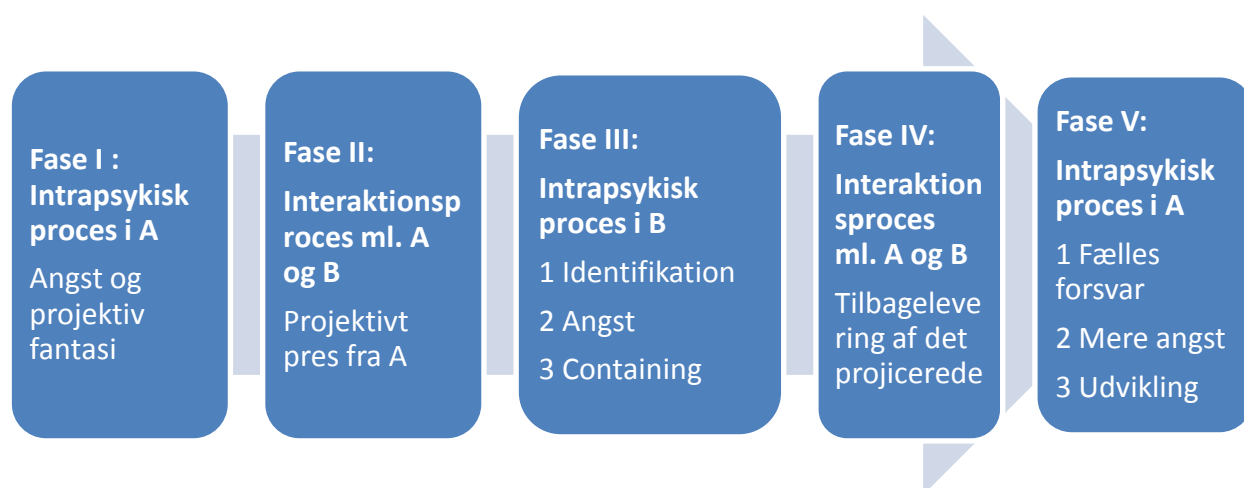 Fase I :
Intrapsykisk
proces i A
Angst og
projektiv
fantasi
Fase II:
Interaktionsp
roces ml. A
og B
Projektivt
pres fra A
Fase III:
Intrapsykisk
proces i B
1 Identifikation
2 Angst
3 Containing
Fase IV:
Interaktion
sproces
ml. A og B
Tilbageleve
ring af det
projicerede
Fase V:
Intrapsykisk
proces i A
1 Fælles
forsvar
2 Mere angst
3 Udvikling